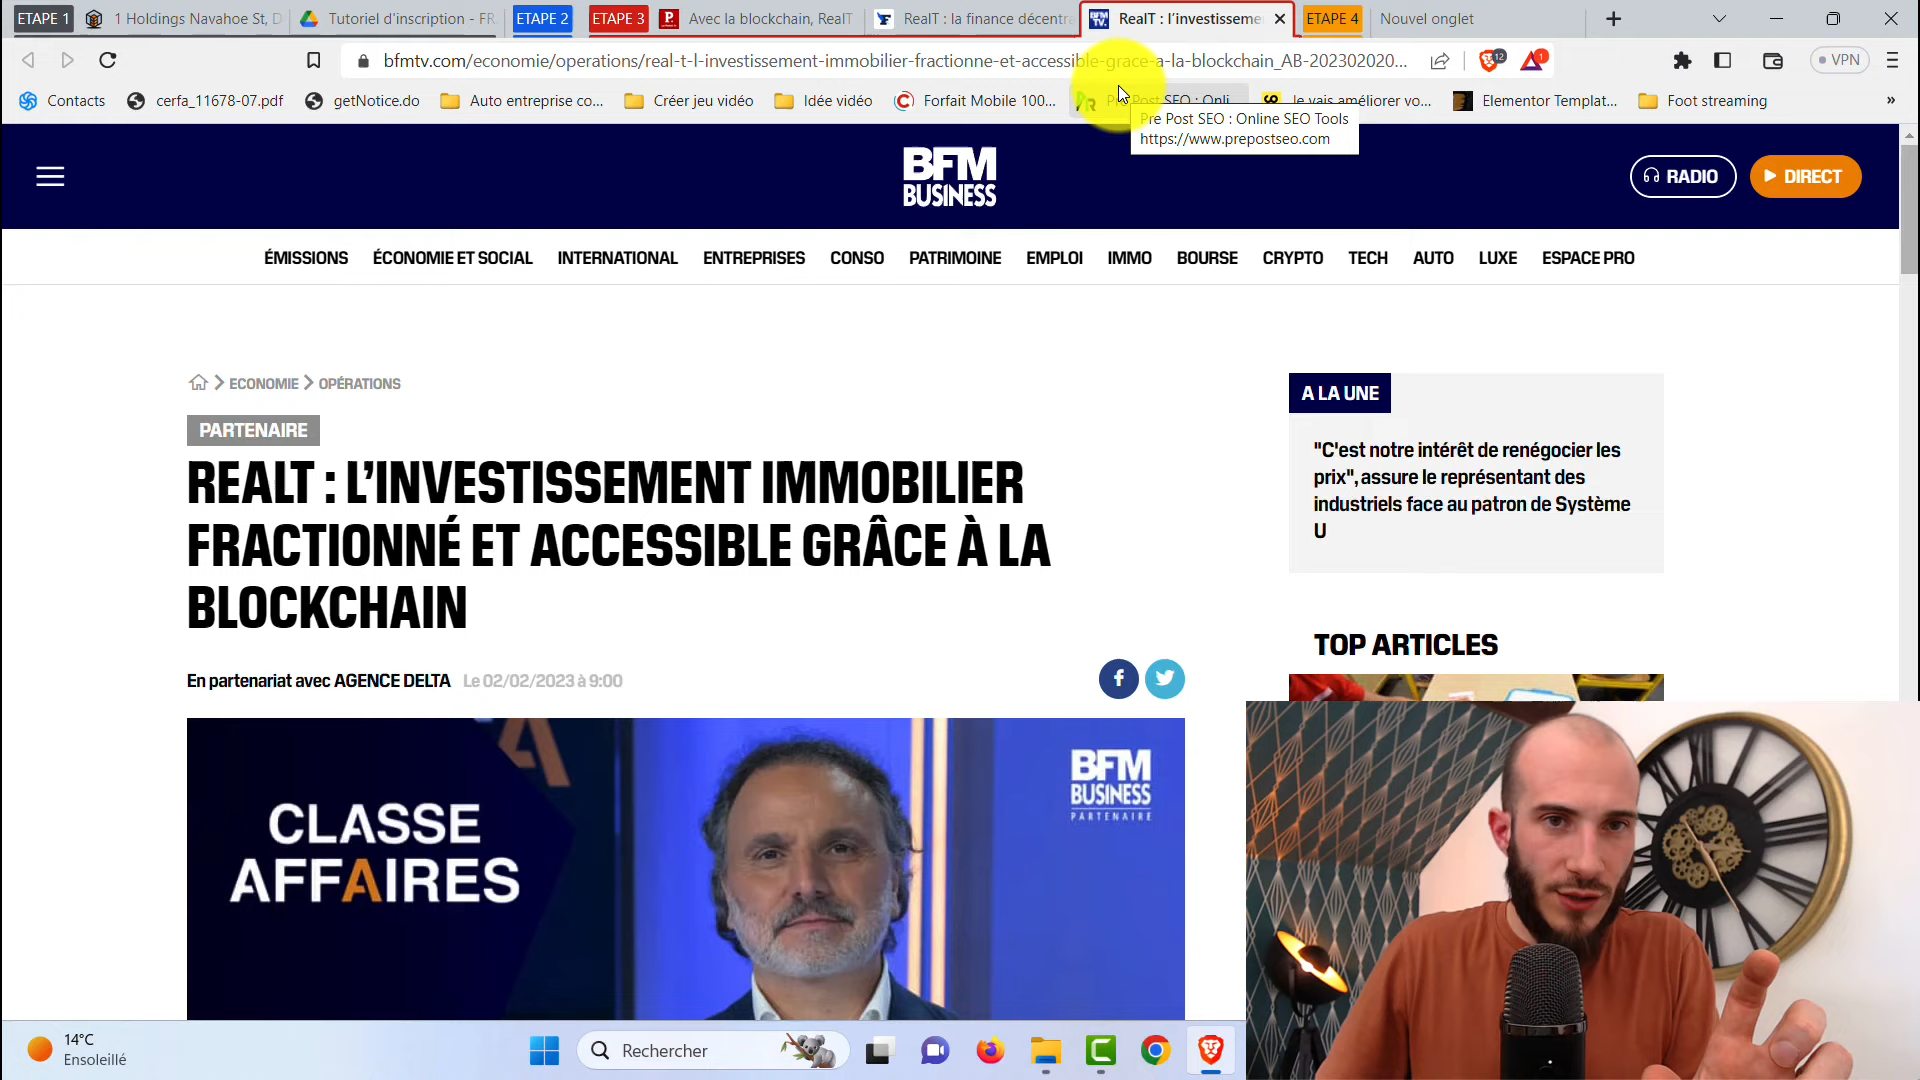 ETAPE 1
1 Holdings Navahoe St, D
Tutoriel d'inscription - FR
ETAPE 2
ETAPE 3
Avec la blockchain, RealT
RealT : la finance décentra
RealT : l'investisseme
ETAPE 4
Nouvel onglet
bfmtv.com/economie/operations/real-t-l-investissement-immobilier-fractionne-et-accessible-grace-a-la-blockchain_AB-202302020...
12
1
VPN
Contacts
cerfa_11678-07.pdf
getNotice.do
Auto entreprise co...
Créer jeu vidéo
Idée vidéo
Forfait Mobile 100...
Pre Post SEO : Onli...
Je vais améliorer vo...
Elementor Templat...
Foot streaming
»
Pre Post SEO : Online SEO Tools
https://www.prepostseo.com
BFM
BUSINESS
RADIO
DIRECT
ÉMISSIONS
ÉCONOMIE ET SOCIAL
INTERNATIONAL
ENTREPRISES
CONSO
PATRIMOINE
EMPLOI
IMMO
BOURSE
CRYPTO
TECH
AUTO
LUXE
ESPACE PRO
ECONOMIE
OPÉRATIONS
PARTENAIRE
REALT : L'INVESTISSEMENT IMMOBILIER
FRACTIONNÉ ET ACCESSIBLE GRÂCE À LA
BLOCKCHAIN
En partenariat avec AGENCE DELTA Le 02/02/2023 à 9:00
A LA UNE
"C'est notre intérêt de renégocier les
prix", assure le représentant des
industriels face au patron de Système
U
TOP ARTICLES
CLASSE
AFFAIRES
BFM
BUSINESS
PARTENAIRE
14°C
Ensoleillé
Rechercher